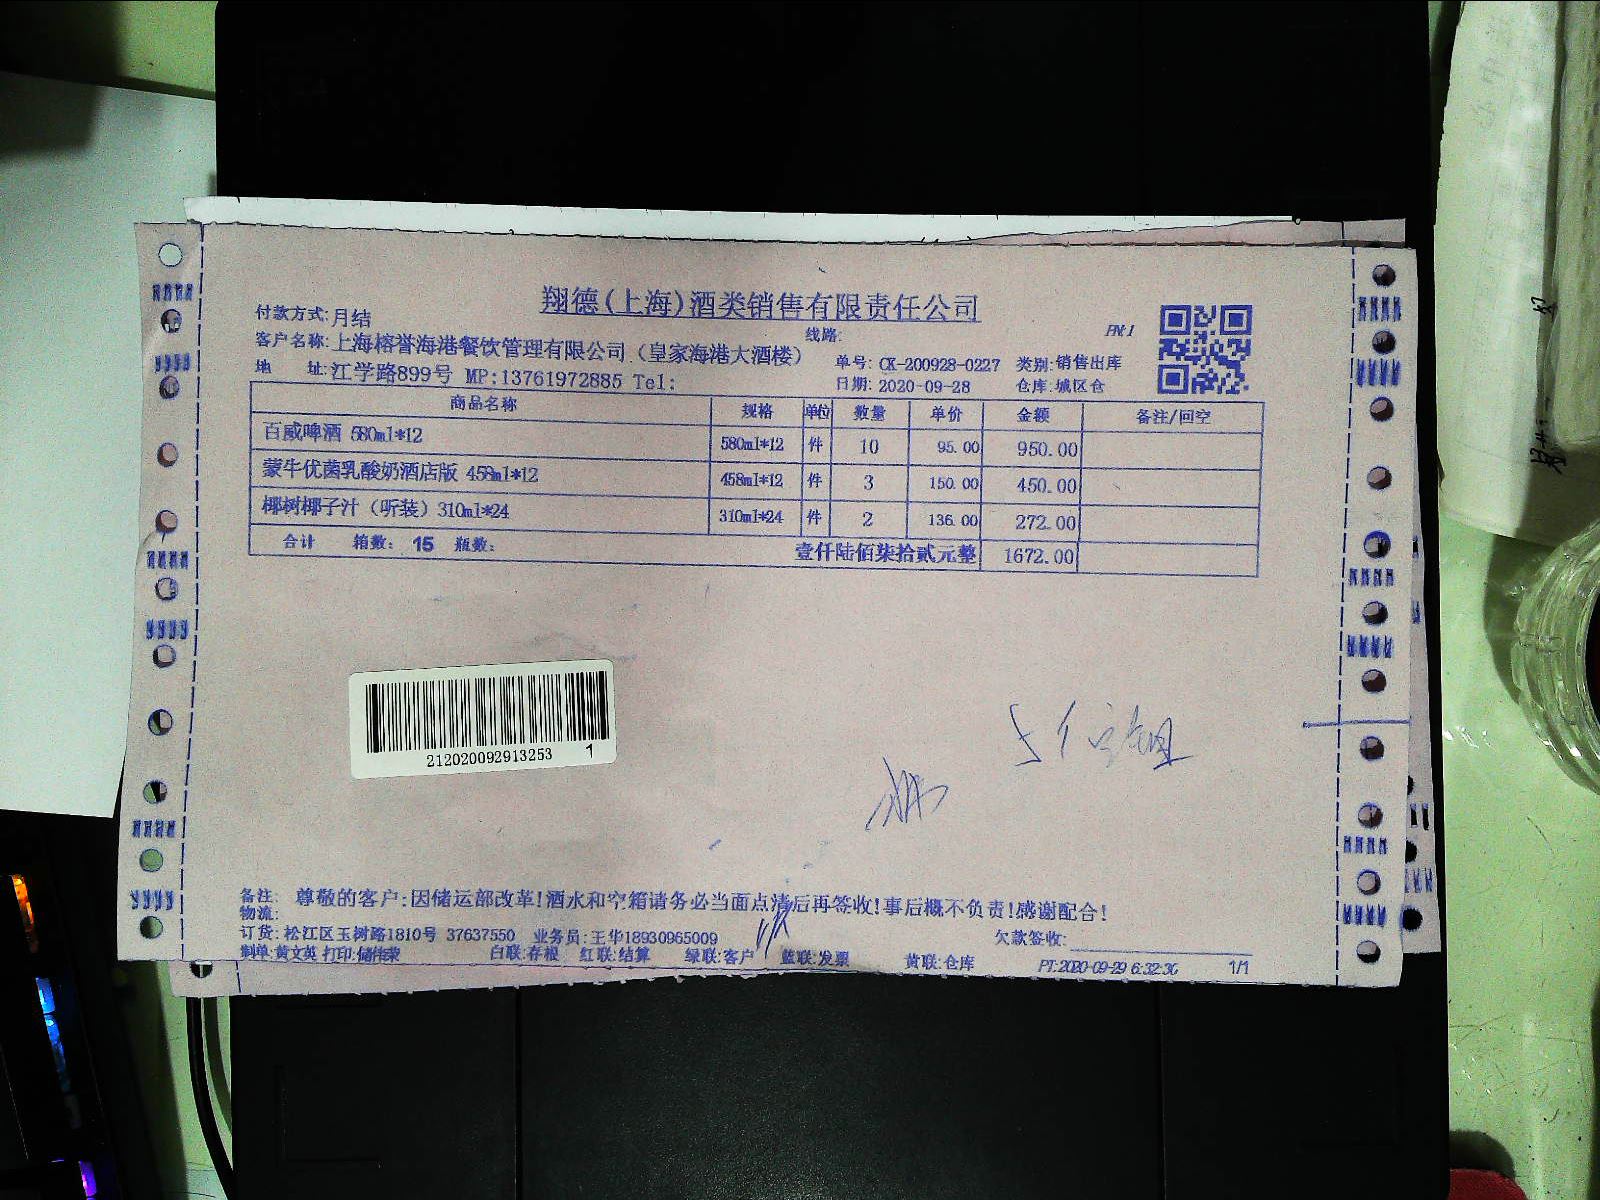 翔德(上海)酒类销售有限责任公司
付款方式:月结
线路:
PN:1
客户名称:上海榕誉海港餐饮管理有限公司（皇家海港大酒楼）
单号: CK-200928-0227 类别:销售出库
地 址:江学路899号 MP:13761972885 Tel:
日期: 2020-09-28 仓库:城区仓
商品名称 规格 单位 数量 单价 金额 备注/回空
百威啤酒 580ml*12 580ml*12 件 10 95.00 950.00
蒙牛优菌乳酸奶酒店版 458ml*12 458ml*12 件 3 150.00 450.00
椰树椰子汁（听装）310ml*24 310ml*24 件 2 136.00 272.00
合计 箱数: 15 瓶数: 壹仟陆佰柒拾贰元整 1672.00
212020092913253 1
备注: 尊敬的客户:因储运部改革!酒水和空箱请务必当面点清后再签收!事后概不负责!感谢配合!
物流:
订货: 松江区玉树路1810号 37637550 业务员:王华18930965009 欠款签收:
制单:黄文英 打印:储伟荣 白联:存根 红联:结算 绿联:客户 蓝联:发票 黄联:仓库 PT:2020-09-29 6:32:30 1/1